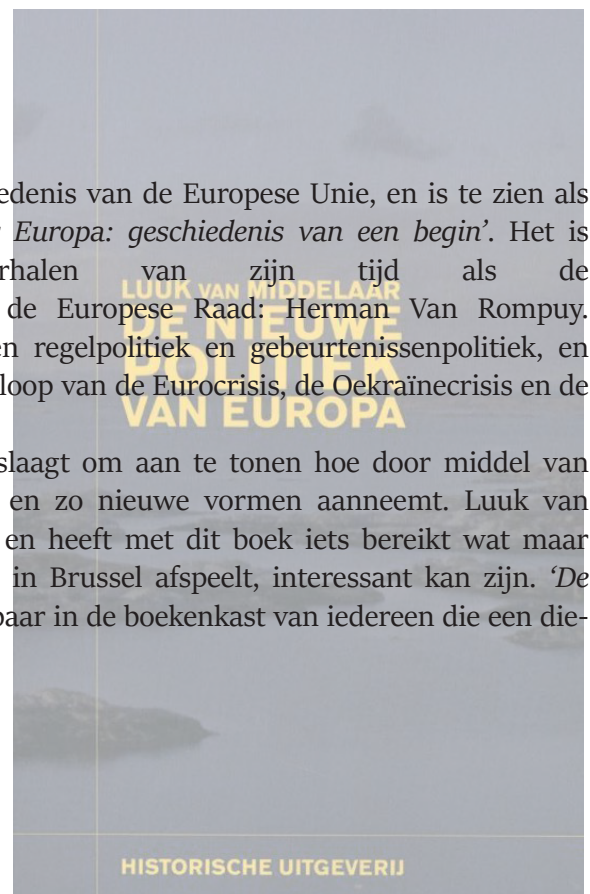 edenis van de Europese Unie, en is te zien als
Europa: geschiedenis van een begin’. Het is
rhalen van zijn tijd als de
de Europese Raad: Herman Van Rompuy.
en regelpolitiek en gebeurtenissenpolitiek, en
loop van de Eurocrisis, de Oekraïnecrisis en de
slaagt om aan te tonen hoe door middel van
en zo nieuwe vormen aanneemt. Luuk van
en heeft met dit boek iets bereikt wat maar
in Brussel afspeelt, interessant kan zijn. ‘De
baar in de boekenkast van iedereen die een die-
LUUK VAN MIDDELAAR
DE NIEUWE
POLITIEK
VAN EUROPA
HISTORISCHE UITGEVERIJ